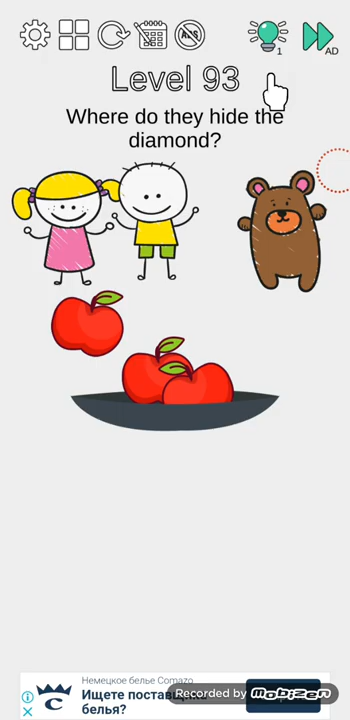 ADS
1
AD
Level 93
Where do they hide the
diamond?
Немецкое белье Comazo
Ищете постав
белья?
C
Recorded by MOBIZEN